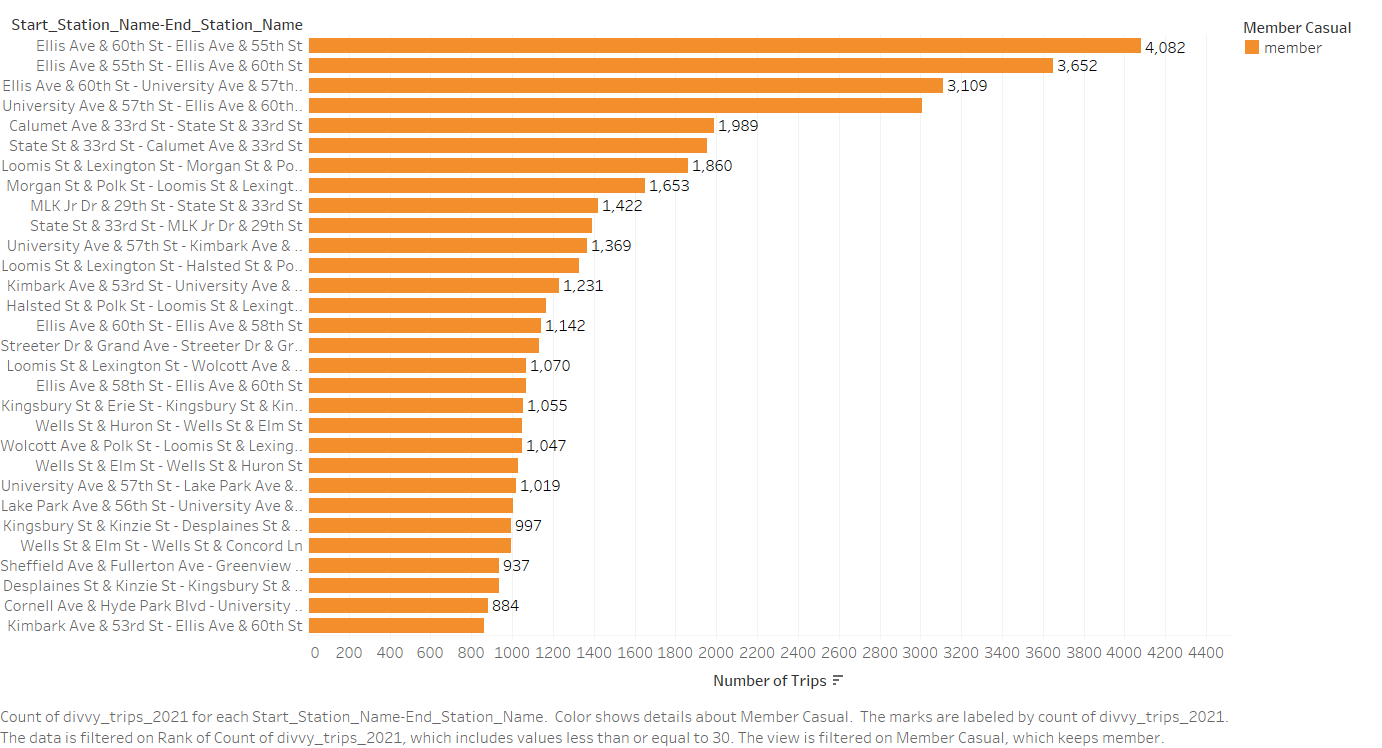 Start_Station_Name-End_Station_Name
Ellis Ave & 60th St - Ellis Ave & 55th St 4,082
Ellis Ave & 55th St - Ellis Ave & 60th St 3,652
Ellis Ave & 60th St - University Ave & 57th.. 3,109
University Ave & 57th St - Ellis Ave & 60th..
Calumet Ave & 33rd St - State St & 33rd St 1,989
State St & 33rd St - Calumet Ave & 33rd St
Loomis St & Lexington St - Morgan St & Po.. 1,860
Morgan St & Polk St - Loomis St & Lexingt.. 1,653
MLK Jr Dr & 29th St - State St & 33rd St 1,422
State St & 33rd St - MLK Jr Dr & 29th St
University Ave & 57th St - Kimbark Ave & .. 1,369
Loomis St & Lexington St - Halsted St & Po..
Kimbark Ave & 53rd St - University Ave & .. 1,231
Halsted St & Polk St - Loomis St & Lexingt..
Ellis Ave & 60th St - Ellis Ave & 58th St 1,142
Streeter Dr & Grand Ave - Streeter Dr & Gr..
Loomis St & Lexington St - Wolcott Ave & .. 1,070
Ellis Ave & 58th St - Ellis Ave & 60th St
Kingsbury St & Erie St - Kingsbury St & Kin.. 1,055
Wells St & Huron St - Wells St & Elm St
Wolcott Ave & Polk St - Loomis St & Lexing.. 1,047
Wells St & Elm St - Wells St & Huron St
University Ave & 57th St - Lake Park Ave &.. 1,019
Lake Park Ave & 56th St - University Ave &..
Kingsbury St & Kinzie St - Desplaines St & .. 997
Wells St & Elm St - Wells St & Concord Ln
Sheffield Ave & Fullerton Ave - Greenview .. 937
Desplaines St & Kinzie St - Kingsbury St & ..
Cornell Ave & Hyde Park Blvd - University .. 884
Kimbark Ave & 53rd St - Ellis Ave & 60th St
0 200 400 600 800 1000 1200 1400 1600 1800 2000 2200 2400 2600 2800 3000 3200 3400 3600 3800 4000 4200 4400
Number of Trips
Member Casual
member
Count of divvy_trips_2021 for each Start_Station_Name-End_Station_Name. Color shows details about Member Casual. The marks are labeled by count of divvy_trips_2021.
The data is filtered on Rank of Count of divvy_trips_2021, which includes values less than or equal to 30. The view is filtered on Member Casual, which keeps member.